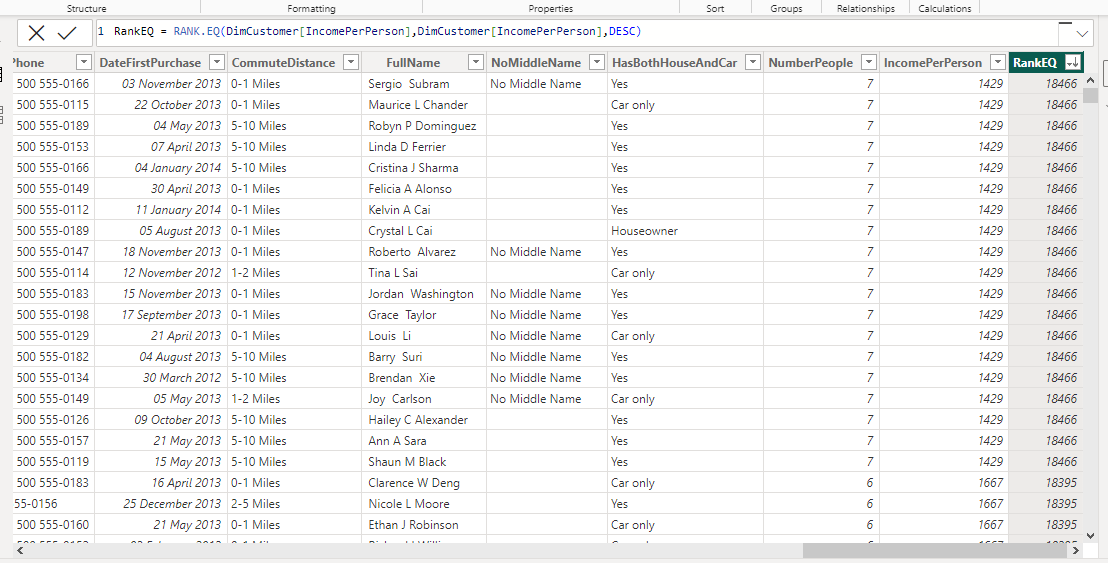 Structure Formatting Properties Sort Groups Relationships Calculations
1 RankEQ = RANK.EQ(DimCustomer[IncomePerPerson],DimCustomer[IncomePerPerson],DESC)
Phone DateFirstPurchase CommuteDistance FullName NoMiddleName HasBothHouseAndCar NumberPeople IncomePerPerson RankEQ
500 555-0166 03 November 2013 0-1 Miles Sergio Subram No Middle Name Yes 7 1429 18466
500 555-0115 22 October 2013 0-1 Miles Maurice L Chander Car only 7 1429 18466
500 555-0189 04 May 2013 5-10 Miles Robyn P Dominguez Yes 7 1429 18466
500 555-0153 07 April 2013 5-10 Miles Linda D Ferrier Yes 7 1429 18466
500 555-0166 04 January 2014 5-10 Miles Cristina J Sharma Yes 7 1429 18466
500 555-0149 30 April 2013 0-1 Miles Felicia A Alonso Yes 7 1429 18466
500 555-0112 11 January 2014 0-1 Miles Kelvin A Cai Yes 7 1429 18466
500 555-0189 05 August 2013 0-1 Miles Crystal L Cai Houseowner 7 1429 18466
500 555-0147 18 November 2013 0-1 Miles Roberto Alvarez No Middle Name Yes 7 1429 18466
500 555-0114 12 November 2012 1-2 Miles Tina L Sai Car only 7 1429 18466
500 555-0183 15 November 2013 0-1 Miles Jordan Washington No Middle Name Yes 7 1429 18466
500 555-0198 17 September 2013 0-1 Miles Grace Taylor No Middle Name Yes 7 1429 18466
500 555-0129 21 April 2013 0-1 Miles Louis Li No Middle Name Car only 7 1429 18466
500 555-0182 04 August 2013 5-10 Miles Barry Suri No Middle Name Yes 7 1429 18466
500 555-0134 30 March 2012 5-10 Miles Brendan Xie No Middle Name Yes 7 1429 18466
500 555-0149 05 May 2013 1-2 Miles Joy Carlson No Middle Name Car only 7 1429 18466
500 555-0126 09 October 2013 5-10 Miles Hailey C Alexander Yes 7 1429 18466
500 555-0157 21 May 2013 5-10 Miles Ann A Sara Yes 7 1429 18466
500 555-0119 15 May 2013 5-10 Miles Shaun M Black Yes 7 1429 18466
500 555-0183 16 April 2013 0-1 Miles Clarence W Deng Car only 6 1667 18395
55-0156 25 December 2013 2-5 Miles Nicole L Moore Yes 6 1667 18395
500 555-0160 21 May 2013 0-1 Miles Ethan J Robinson Car only 6 1667 18395